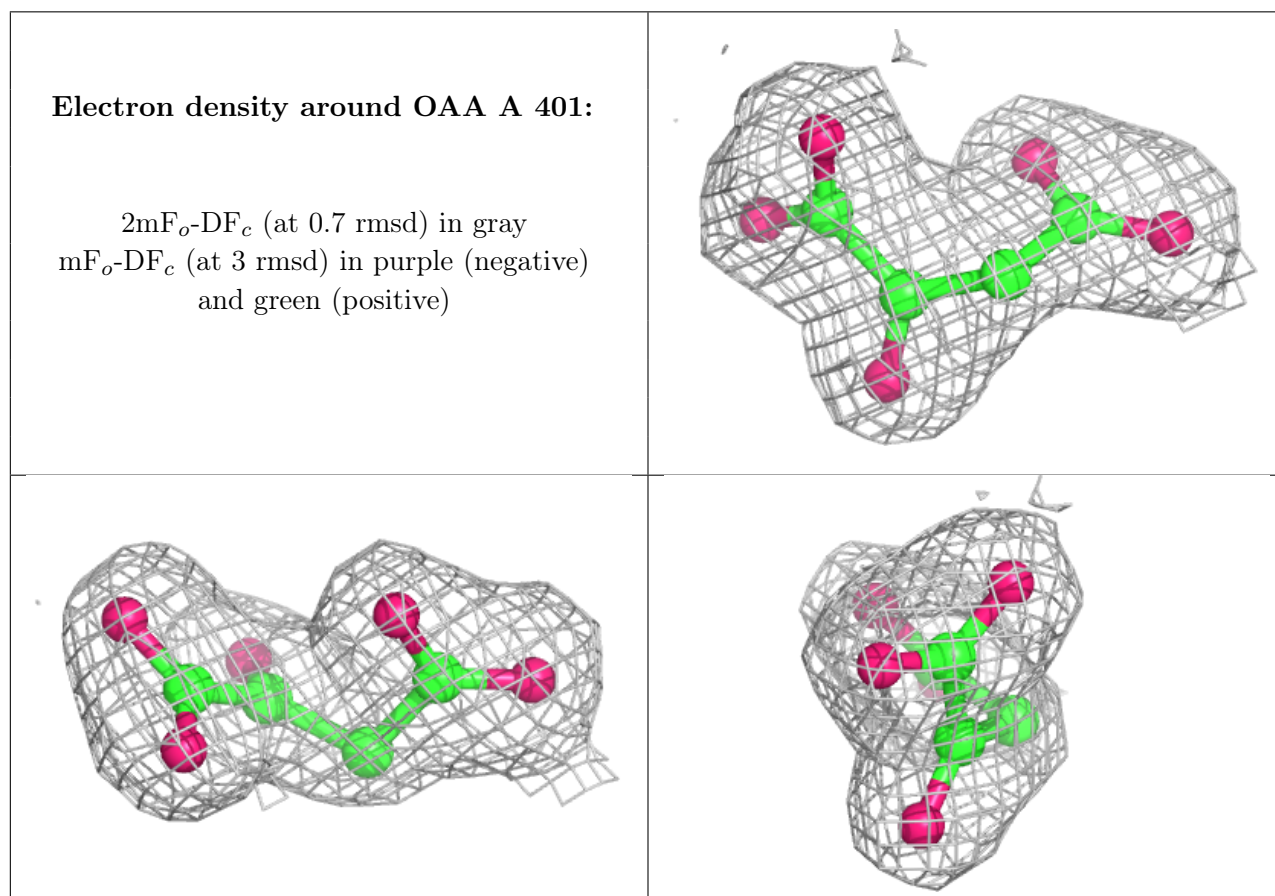 Electron density around OAA A 401:
2mFo-DFc (at 0.7 rmsd) in gray
mFo-DFc (at 3 rmsd) in purple (negative)
and green (positive)